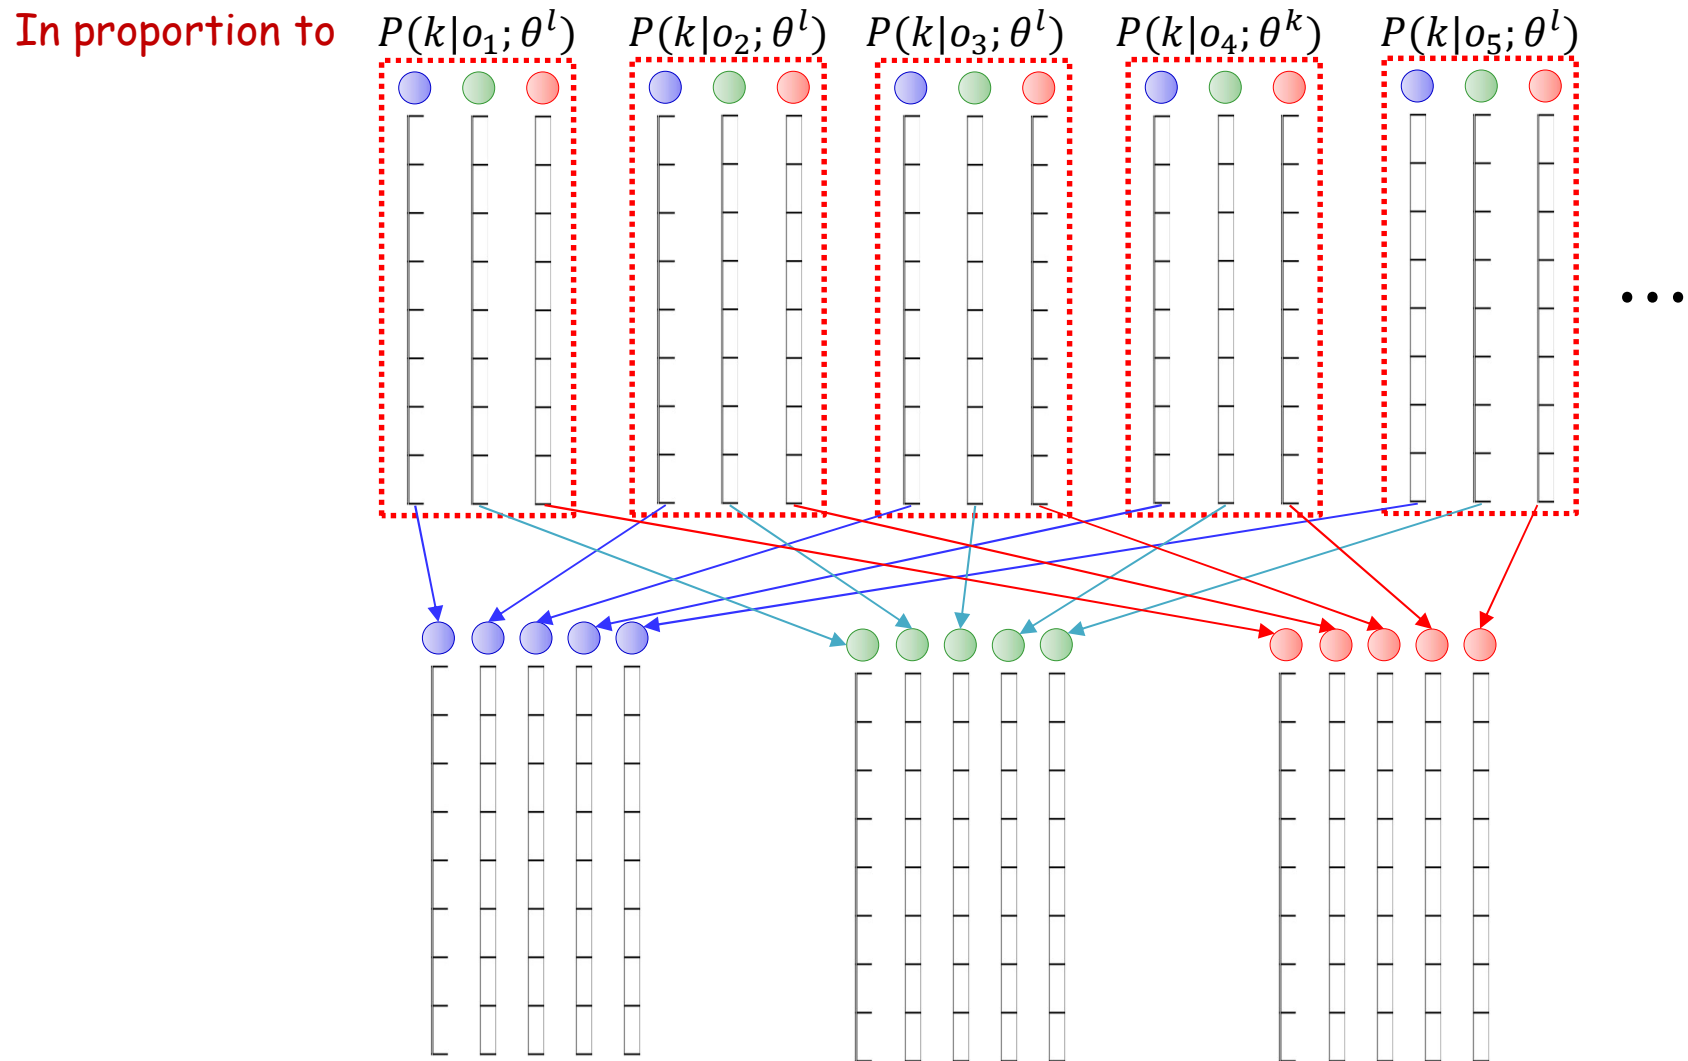 In proportion to P(k|o₁; θˡ) P(k|o₂; θˡ) P(k|o₃; θˡ) P(k|o₄; θᵏ) P(k|o₅; θˡ)
...